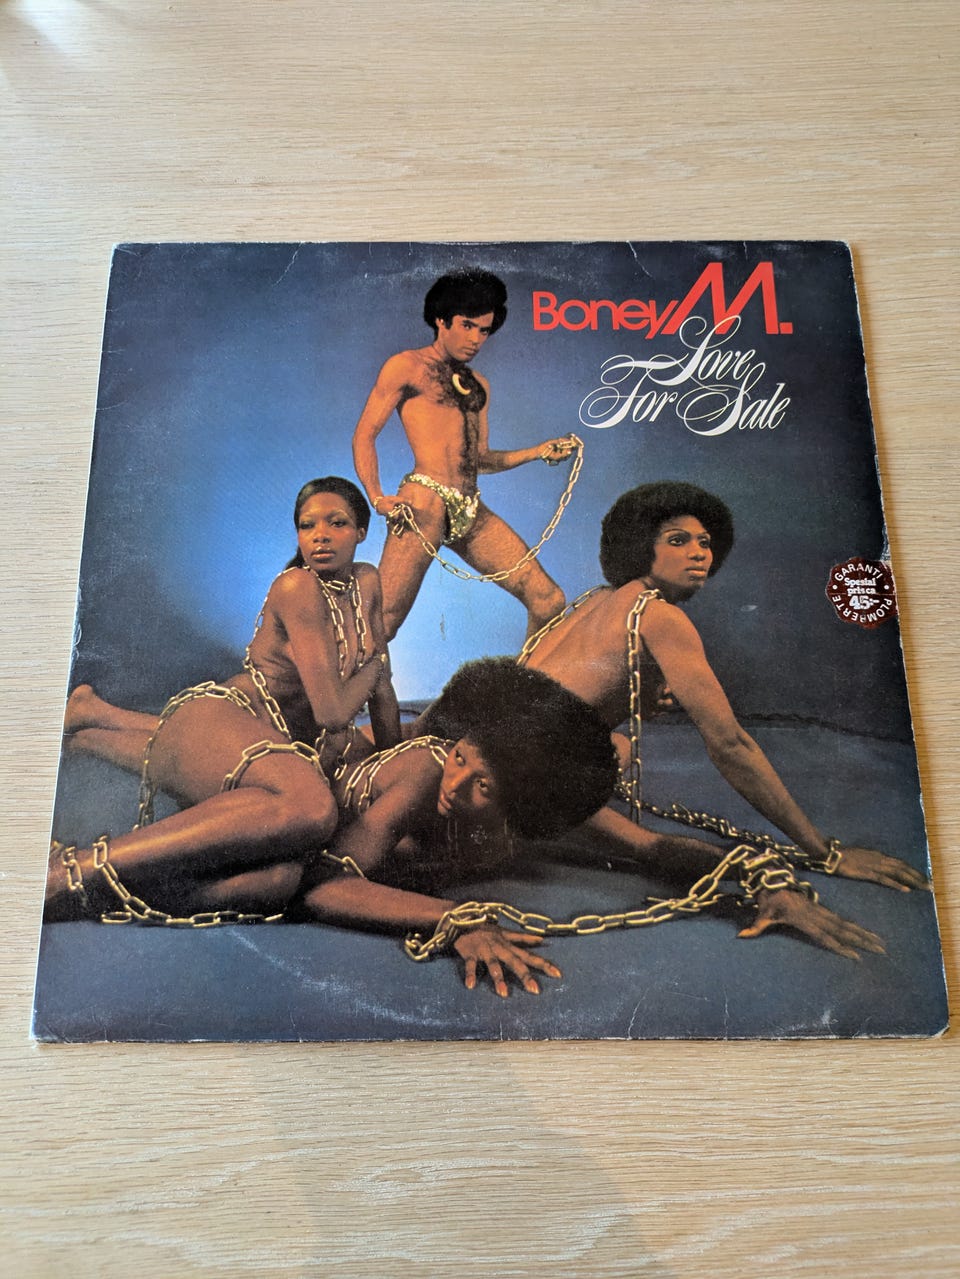 Boney M.
Love
For Sale
GARANTI
Spesial
pris ca
45:-
PLOMBERTE